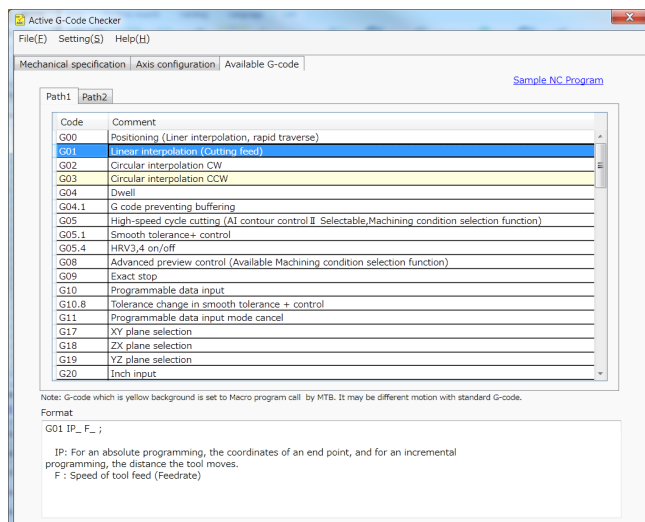 Active G-Code Checker
File(F) Setting(S) Help(H)
Mechanical specification Axis configuration Available G-code
Sample NC Program
Path1 Path2
Code Comment
G00 Positioning (Liner interpolation, rapid traverse)
G01 Linear interpolation (Cutting feed)
G02 Circular interpolation CW
G03 Circular interpolation CCW
G04 Dwell
G04.1 G code preventing buffering
G05 High-speed cycle cutting (AI contour control Ⅱ Selectable,Machining condition selection function)
G05.1 Smooth tolerance+ control
G05.4 HRV3,4 on/off
G08 Advanced preview control (Available Machining condition selection function)
G09 Exact stop
G10 Programmable data input
G10.8 Tolerance change in smooth tolerance + control
G11 Programmable data input mode cancel
G17 XY plane selection
G18 ZX plane selection
G19 YZ plane selection
G20 Inch input
Note: G-code which is yellow background is set to Macro program call by MTB. It may be different motion with standard G-code.
Format
G01 IP_ F_ ;
IP: For an absolute programming, the coordinates of an end point, and for an incremental
programming, the distance the tool moves.
F : Speed of tool feed (Feedrate)